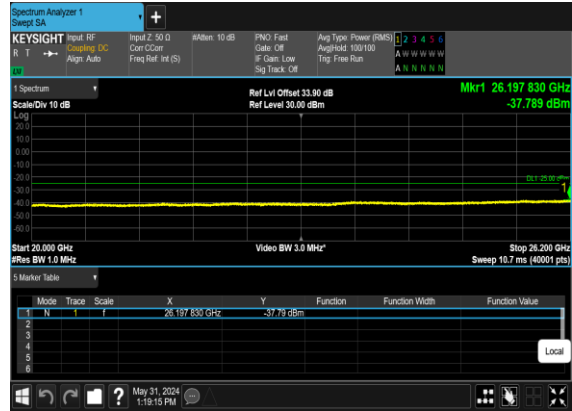 Spectrum Analyzer 1
Swept SA
+
KEYSIGHT Input: RF Input Z: 50 Ω #Atten: 10 dB PNO: Fast Avg Type: Power (RMS) 1 2 3 4 5 6
R T Coupling: DC Corr CCorr Gate: Off Avg|Hold: 100/100 A W W W W W
Align: Auto Freq Ref: Int (S) IF Gain: Low Trig: Free Run
Sig Track: Off A N N N N N
1 Spectrum Ref Lvl Offset 33.90 dB Mkr1 26.197 830 GHz
Scale/Div 10 dB Ref Level 30.00 dBm -37.789 dBm
Log
20.0
10.0
0.00
-10.0
-20.0
DL1 -25.00 dBm
-30.0
1
-40.0
-50.0
-60.0
Start 20.000 GHz Video BW 3.0 MHz* Stop 26.200 GHz
#Res BW 1.0 MHz Sweep 10.7 ms (40001 pts)
5 Marker Table
Mode Trace Scale X Y Function Function Width Function Value
1 N 1 f 26.197 830 GHz -37.79 dBm
2
3
4
5
6
Local
? May 31, 2024
1:19:15 PM